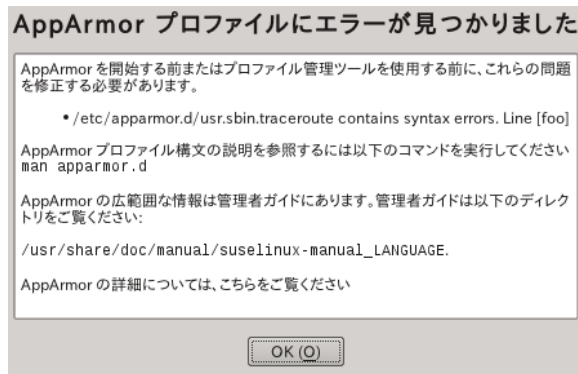 AppArmor プロファイルにエラーが見つかりました
AppArmor を開始する前またはプロファイル管理ツールを使用する前に、これらの問題
を修正する必要があります。
• /etc/apparmor.d/usr.sbin.traceroute contains syntax errors. Line [foo]
AppArmor プロファイル構文の説明を参照するには以下のコマンドを実行してください
man apparmor.d
AppArmor の広範囲な情報は管理者ガイドにあります。管理者ガイドは以下のディレク
トリをご覧ください:
/usr/share/doc/manual/suselinux-manual_LANGUAGE.
AppArmor の詳細については、こちらをご覧ください
OK (O)